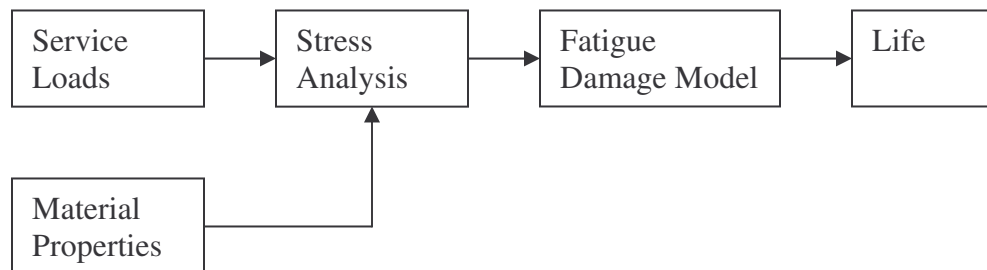 Service
Loads
Stress
Analysis
Fatigue
Damage Model
Life
Material
Properties